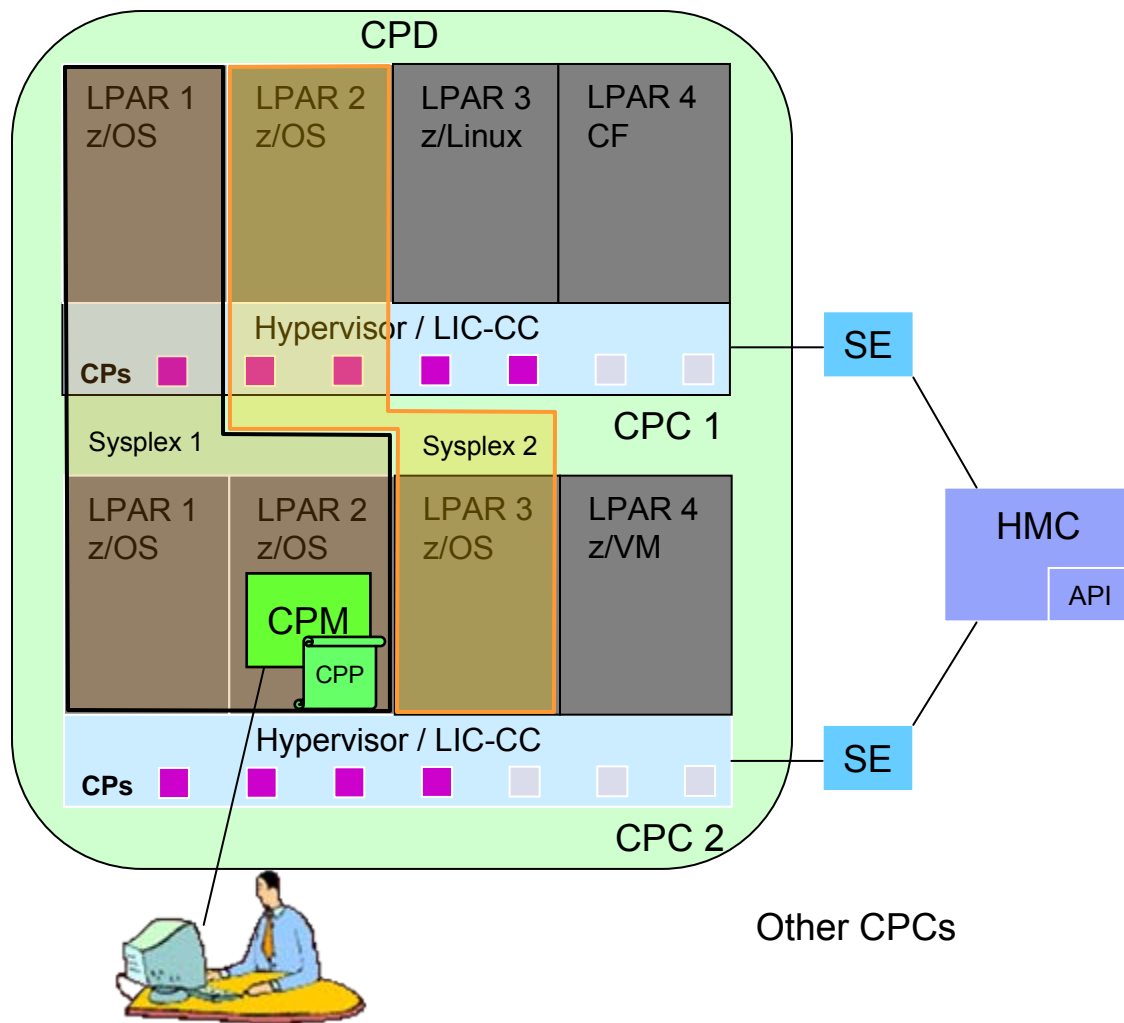 CPD
LPAR 1
z/OS
LPAR 2
z/OS
LPAR 3
z/Linux
LPAR 4
CF
Hypervisor / LIC-CC
CPs
SE
CPC 1
Sysplex 1
Sysplex 2
LPAR 1
z/OS
LPAR 2
z/OS
LPAR 3
z/OS
LPAR 4
z/VM
HMC
API
CPM
CPP
Hypervisor / LIC-CC
CPs
SE
CPC 2
Other CPCs